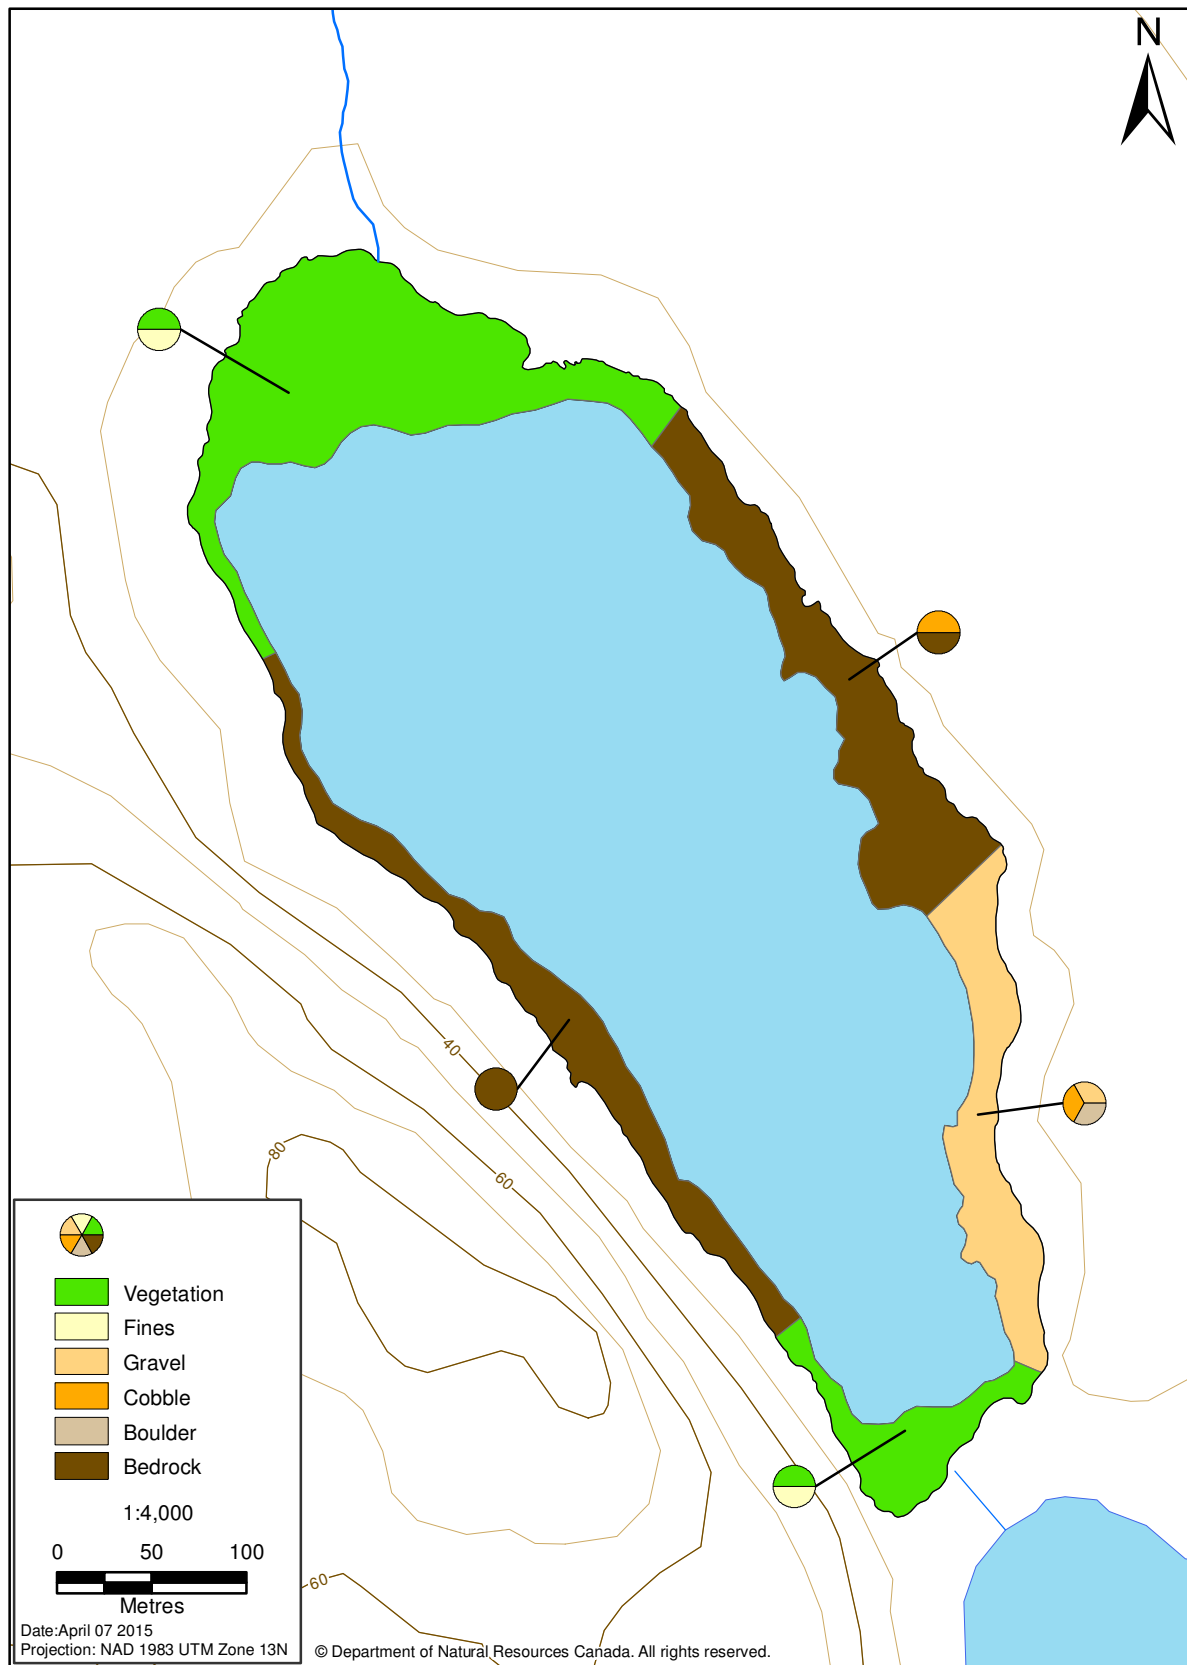 N
40
80
60
Vegetation
Fines
Gravel
Cobble
Boulder
Bedrock
1:4,000
0 50 100
Metres
60
Date:April 07 2015
Projection: NAD 1983 UTM Zone 13N
© Department of Natural Resources Canada. All rights reserved.